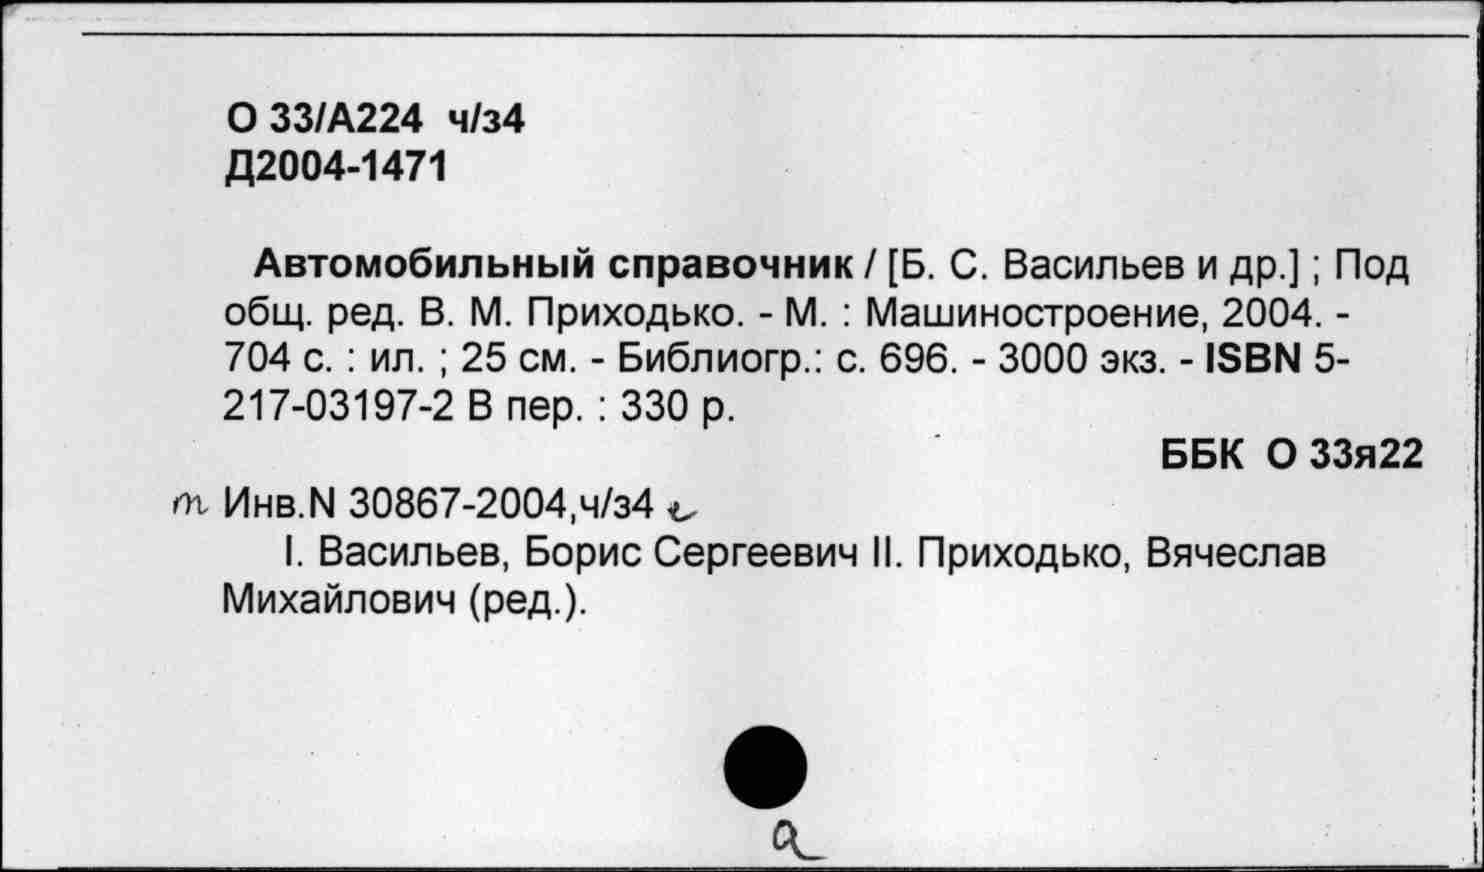 О 33/А224 ч/з4
Д2004-1471
Автомобильный справочник / [Б. С. Васильев и др.] ; Под
общ. ред. В. М. Приходько. - М. : Машиностроение, 2004. -
704 с. : ил. ; 25 см. - Библиогр.: с. 696. - 3000 экз. - ISBN 5-
217-03197-2 В пер. : 330 р.
ББК О 33я22
т Инв.N 30867-2004,ч/з4
I. Васильев, Борис Сергеевич II. Приходько, Вячеслав
Михайлович (ред.).